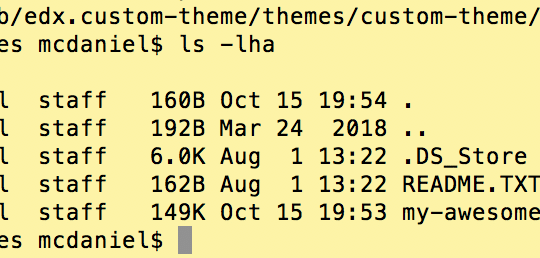 b/edx.custom-theme/themes/custom-theme/
es mcdaniel$ ls -lha
l staff 160B Oct 15 19:54 .
l staff 192B Mar 24 2018 ..
l staff 6.0K Aug 1 13:22 .DS_Store
l staff 162B Aug 1 13:22 README.TXT
l staff 149K Oct 15 19:53 my-awesome
es mcdaniel$